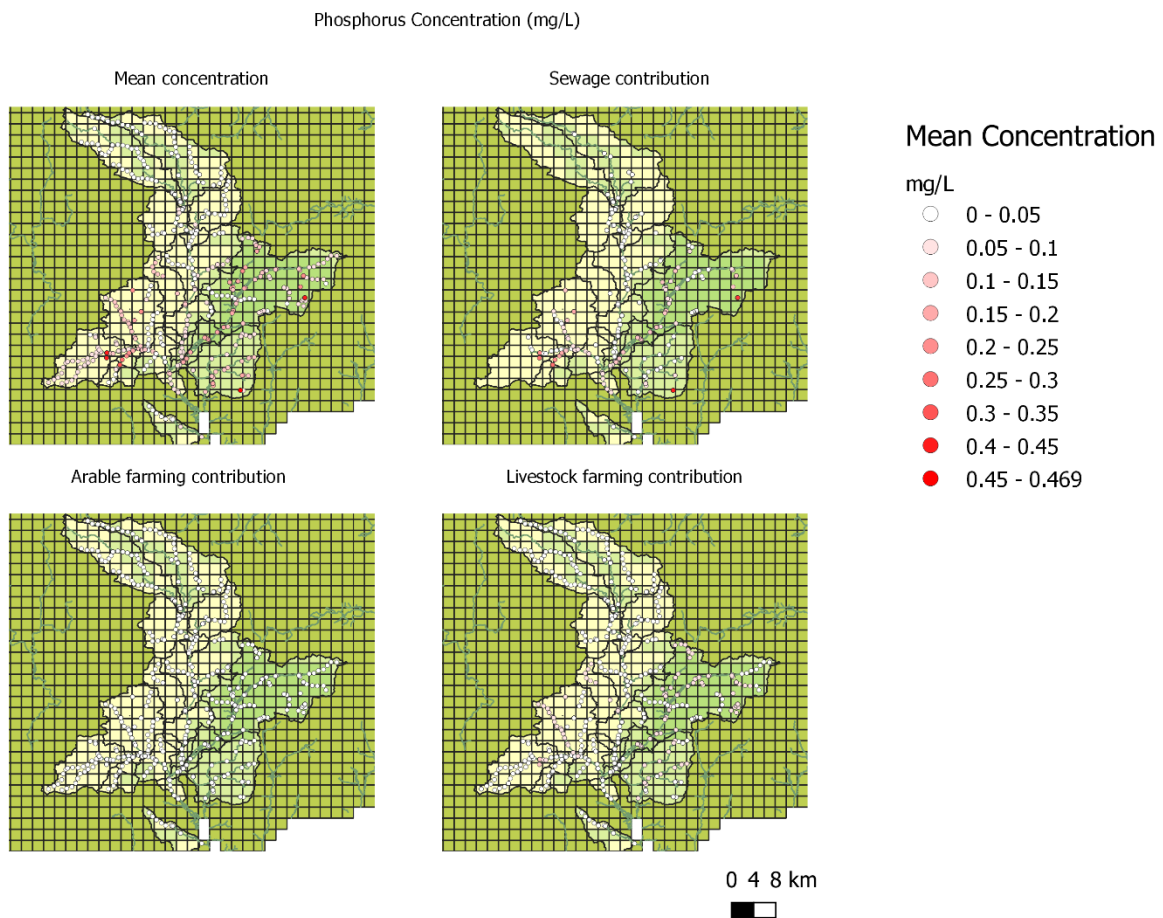 Phosphorus Concentration (mg/L)
Mean concentration
Sewage contribution
Arable farming contribution
Livestock farming contribution
Mean Concentration
mg/L
0 - 0.05
0.05 - 0.1
0.1 - 0.15
0.15 - 0.2
0.2 - 0.25
0.25 - 0.3
0.3 - 0.35
0.4 - 0.45
0.45 - 0.469
0 4 8 km